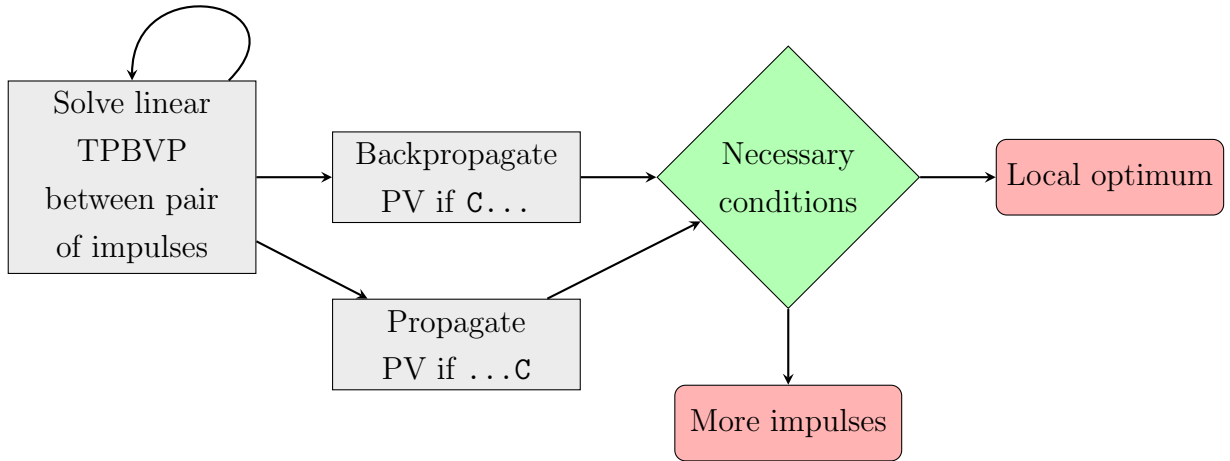 Solve linear
TPBVP
between pair
of impulses
Backpropagate
PV if C...
Propagate
PV if ...C
Necessary
conditions
Local optimum
More impulses